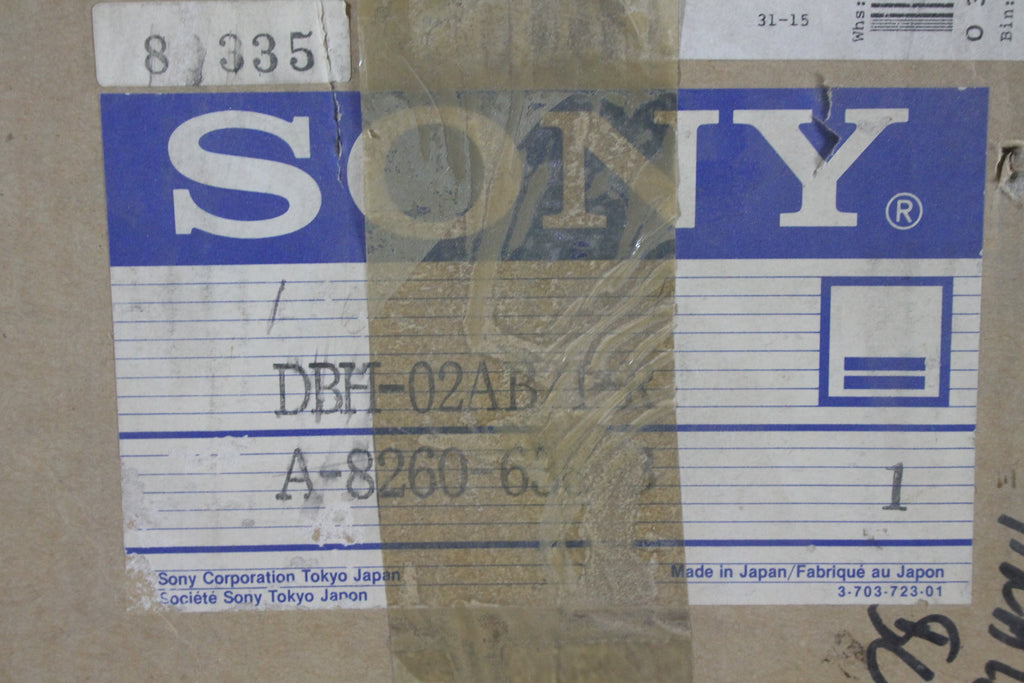 8 335
31-15
Whs:
Bin:
SONY®
DBH-02AB
A-8260-63
1
Sony Corporation Tokyo Japan
Société Sony Tokyo Japon
Made in Japan/Fabriqué au Japon
3-703-723-01